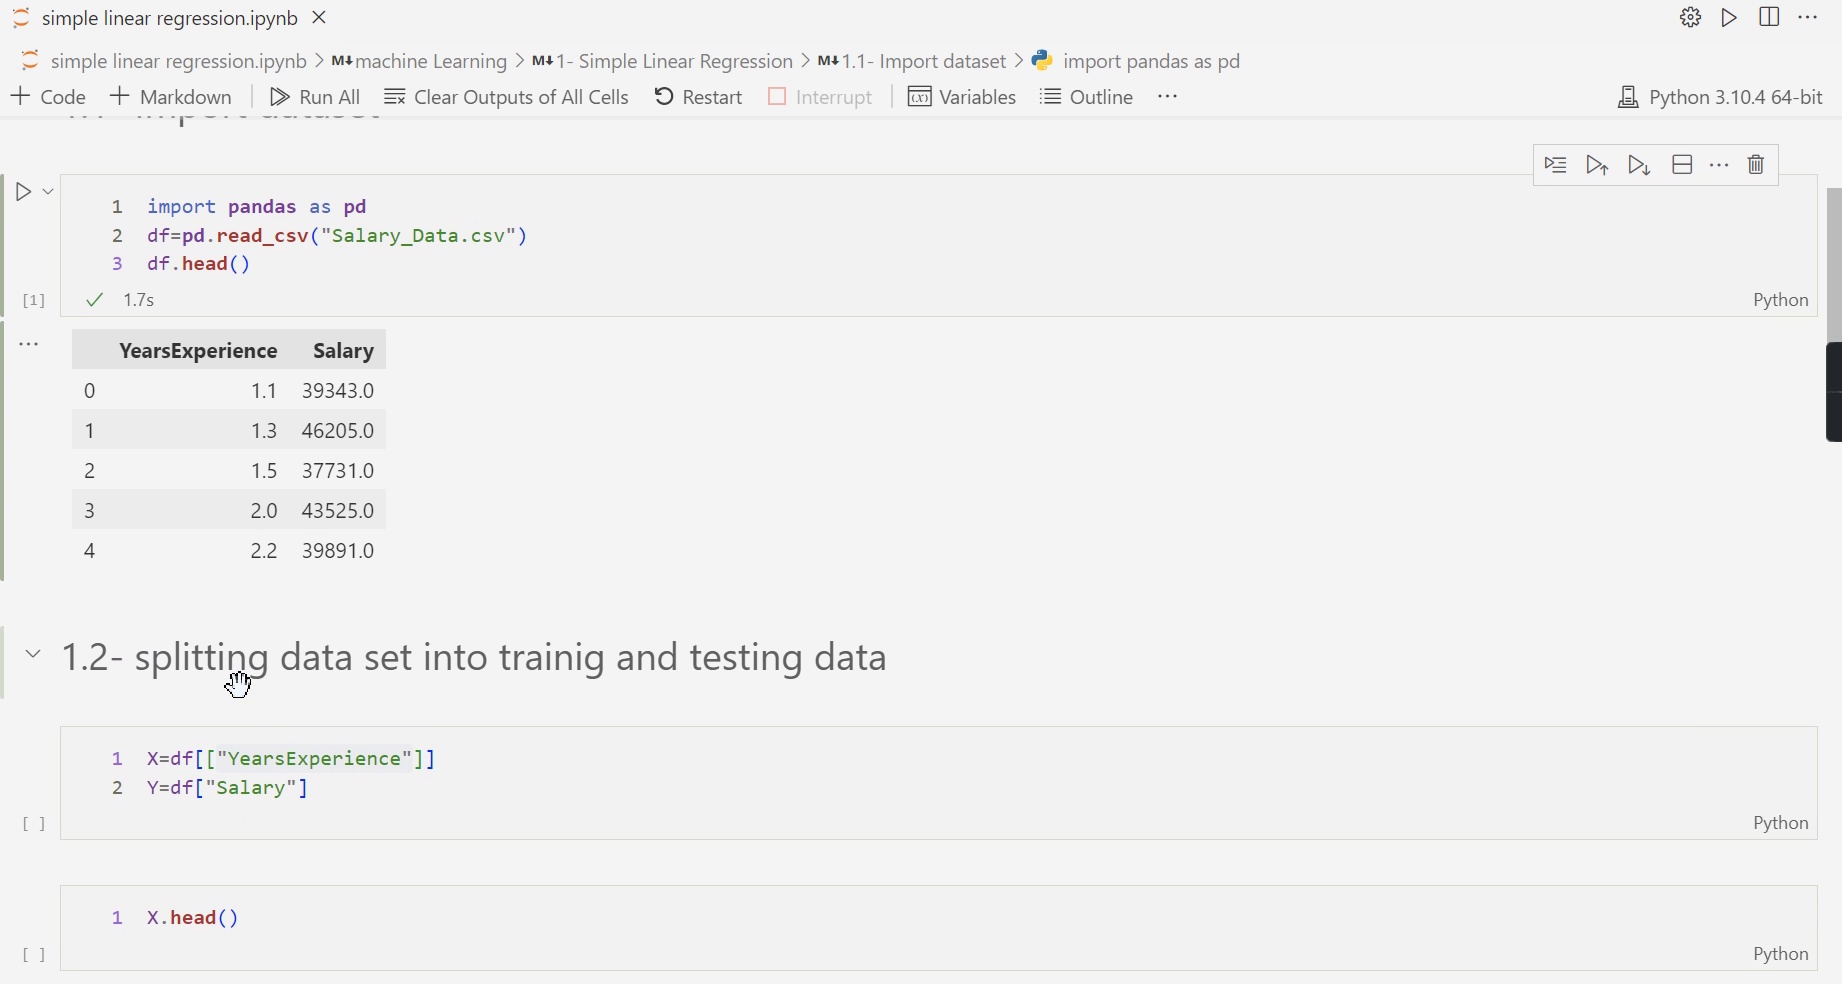 simple linear regression.ipynb
simple linear regression.ipynb > M↓ machine Learning > M↓ 1- Simple Linear Regression > M↓ 1.1- Import dataset > import pandas as pd
+ Code + Markdown | Run All Clear Outputs of All Cells Restart Interrupt | Variables Outline ... Python 3.10.4 64-bit
1 import pandas as pd
2 df=pd.read_csv("Salary_Data.csv")
3 df.head()
[1] ✓ 1.7s Python
... YearsExperience Salary
0 1.1 39343.0
1 1.3 46205.0
2 1.5 37731.0
3 2.0 43525.0
4 2.2 39891.0
1.2- splitting data set into trainig and testing data
1 X=df[["YearsExperience"]]
2 Y=df["Salary"]
[ ] Python
1 X.head()
[ ] Python